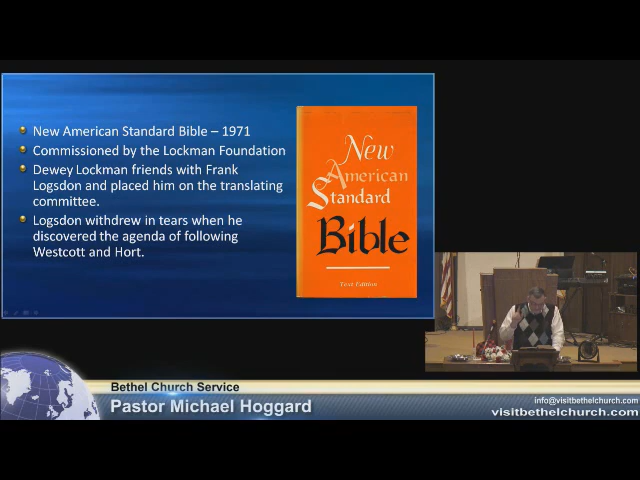 New American Standard Bible – 1971
Commissioned by the Lockman Foundation
Dewey Lockman friends with Frank
Logsdon and placed him on the translating
committee.
Logsdon withdrew in tears when he
discovered the agenda of following
Westcott and Hort.
New
American
Standard
Bible
Text Edition
Bethel Church Service
Pastor Michael Hoggard
info@visitbethelchurch.com
visitbethelchurch.com